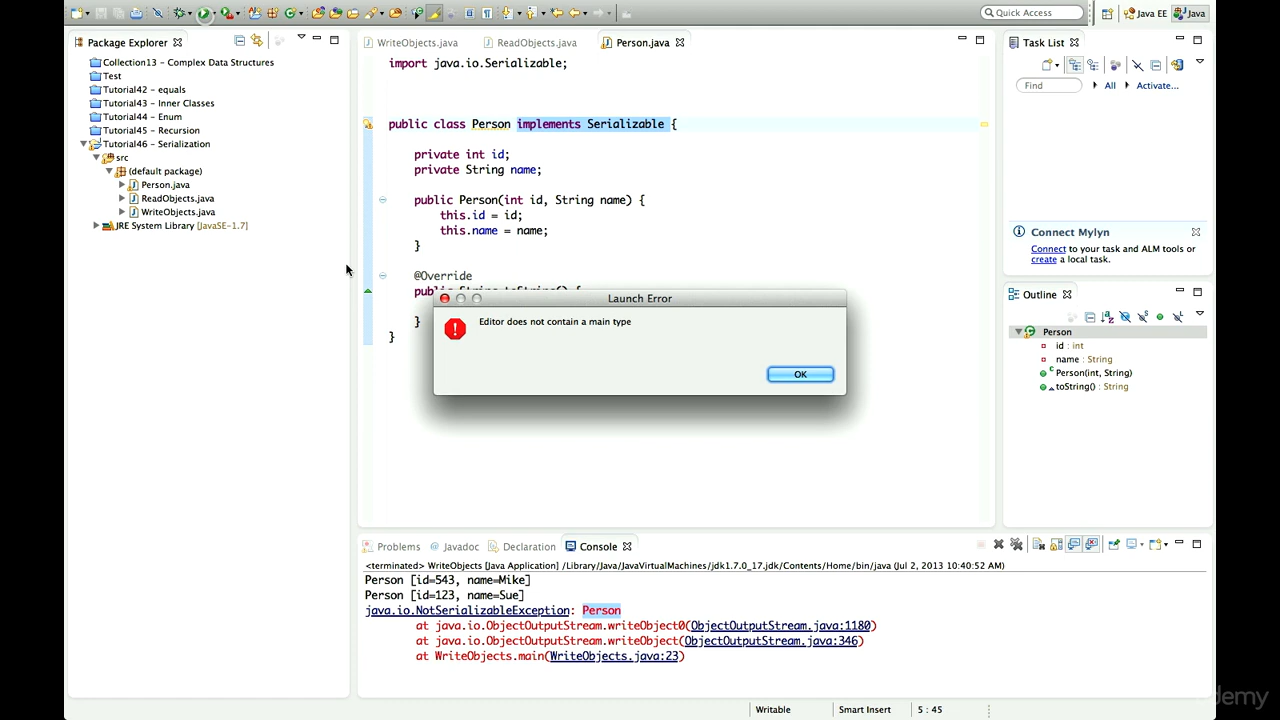 Quick Access
Java EE
Java
Package Explorer
Collection13 - Complex Data Structures
Test
Tutorial42 - equals
Tutorial43 - Inner Classes
Tutorial44 - Enum
Tutorial45 - Recursion
Tutorial46 - Serialization
src
(default package)
Person.java
ReadObjects.java
WriteObjects.java
JRE System Library [JavaSE-1.7]
WriteObjects.java
ReadObjects.java
Person.java
import java.io.Serializable;
public class Person implements Serializable {
private int id;
private String name;
public Person(int id, String name) {
this.id = id;
this.name = name;
}
@Override
}
}
Launch Error
Editor does not contain a main type
OK
Task List
Find
All
Activate...
Connect Mylyn
Connect to your task and ALM tools or
create a local task.
Outline
Person
id : int
name : String
Person(int, String)
toString() : String
Problems
Javadoc
Declaration
Console
<terminated> WriteObjects [Java Application] /Library/Java/JavaVirtualMachines/jdk1.7.0_17.jdk/Contents/Home/bin/java (Jul 2, 2013 10:40:52 AM)
Person [id=543, name=Mike]
Person [id=123, name=Sue]
java.io.NotSerializableException: Person
at java.io.ObjectOutputStream.writeObject0(ObjectOutputStream.java:1180)
at java.io.ObjectOutputStream.writeObject(ObjectOutputStream.java:346)
at WriteObjects.main(WriteObjects.java:23)
Writable
Smart Insert
5 : 45